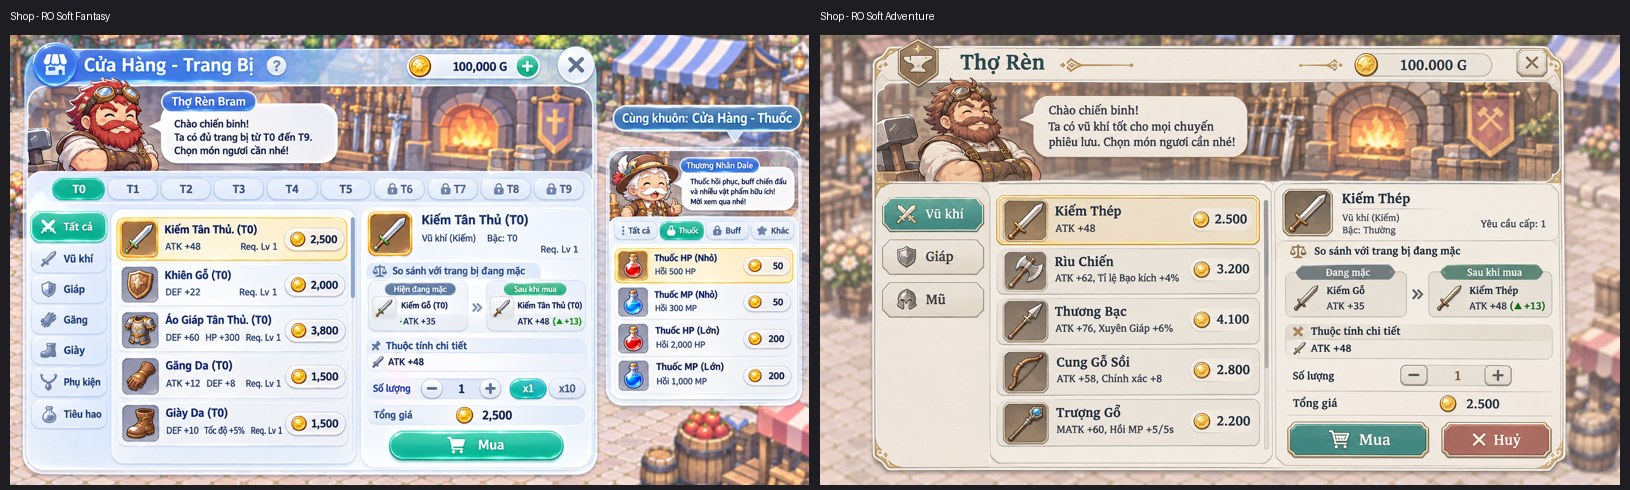 Shop - RO Soft Fantasy
Cửa Hàng - Trang Bị
?
100,000 G
Thợ Rèn Bram
Chào chiến binh!
Ta có đủ trang bị từ T0 đến T9.
Chọn món ngươi cần nhé!
T0 T1 T2 T3 T4 T5 T6 T7 T8 T9
Tất cả
Vũ khí
Giáp
Găng
Giày
Phụ kiện
Tiêu hao
Kiếm Tân Thủ. (T0)
ATK +48 Req. Lv 1
2,500
Khiên Gỗ (T0)
DEF +22 Req. Lv 1
2,000
Áo Giáp Tân Thủ. (T0)
DEF +60 HP +300 Req. Lv 1
3,800
Găng Da (T0)
ATK +12 DEF +8 Req. Lv 1
1,500
Giày Da (T0)
DEF +10 Tốc độ +5% Req. Lv 1
1,500
Kiếm Tân Thủ (T0)
Vũ khí (Kiếm) Bậc: T0
Req. Lv 1
So sánh với trang bị đang mặc
Hiện đang mặc
Kiếm Gỗ (T0)
ATK +35
»
Sau khi mua
Kiếm Tân Thủ (T0)
ATK +48 (▲+13)
Thuộc tính chi tiết
ATK +48
Số lượng − 1 + x1 x10
Tổng giá 2,500
Mua
Cùng khuôn: Cửa Hàng - Thuốc
Thương Nhân Dale
Thuốc hồi phục, buff chiến đấu
và nhiều vật phẩm hữu ích!
Mời xem qua nhé!
Tất cả Thuốc Buff Khác
Thuốc HP (Nhỏ)
Hồi 500 HP
50
Thuốc MP (Nhỏ)
Hồi 300 MP
50
Thuốc HP (Lớn)
Hồi 2,000 HP
200
Thuốc MP (Lớn)
Hồi 1,000 MP
200
Shop - RO Soft Adventure
Thợ Rèn
100.000 G
Chào chiến binh!
Ta có vũ khí tốt cho mọi chuyến
phiêu lưu. Chọn món ngươi cần nhé!
Vũ khí
Giáp
Mũ
Kiếm Thép
ATK +48
2.500
Rìu Chiến
ATK +62, Tỉ lệ Bạo kích +4%
3.200
Thương Bạc
ATK +76, Xuyên Giáp +6%
4.100
Cung Gỗ Sồi
ATK +58, Chính xác +8
2.800
Trượng Gỗ
MATK +60, Hồi MP +5/5s
2.200
Kiếm Thép
Vũ khí (Kiếm)
Bậc: Thường
Yêu cầu cấp: 1
So sánh với trang bị đang mặc
Đang mặc
Kiếm Gỗ
ATK +35
»
Sau khi mua
Kiếm Thép
ATK +48 (▲+13)
Thuộc tính chi tiết
ATK +48
Số lượng − 1 +
Tổng giá 2.500
Mua
Huỷ